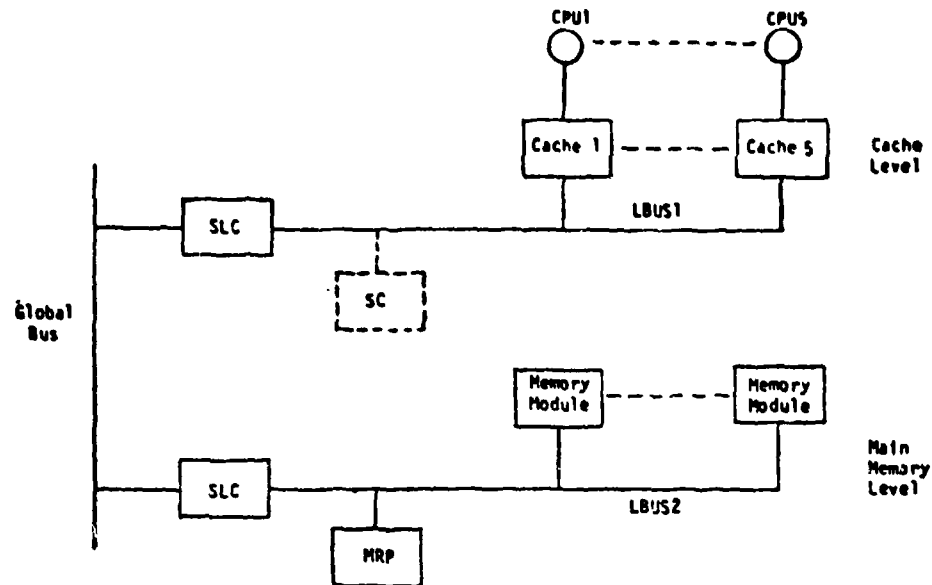 CPU1
CPU5
Cache 1
Cache 5
Cache
Level
LBUS1
SLC
SC
Global
Bus
Memory
Module
Memory
Module
Main
Memory
Level
SLC
LBUS2
MRP